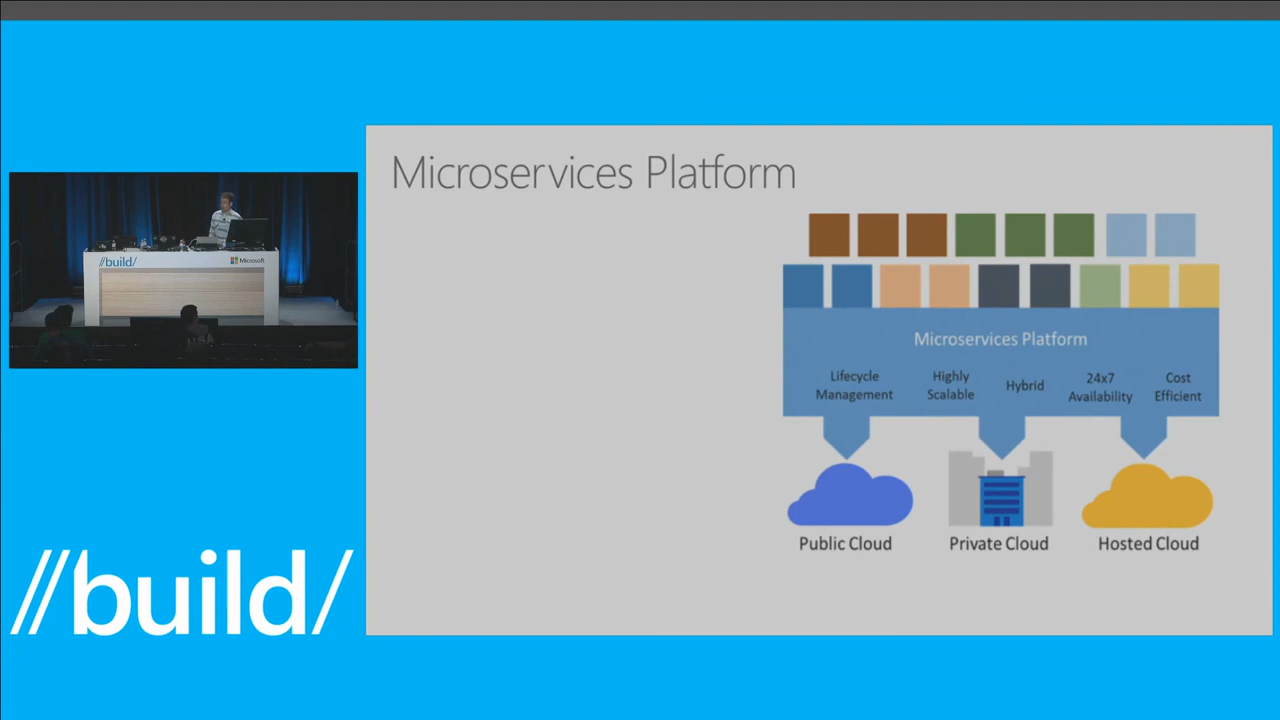 Microservices Platform
Microservices Platform
Lifecycle
Management
Highly
Scalable
Hybrid
24x7
Availability
Cost
Efficient
Public Cloud
Private Cloud
Hosted Cloud
//build/
Microsoft
//build/